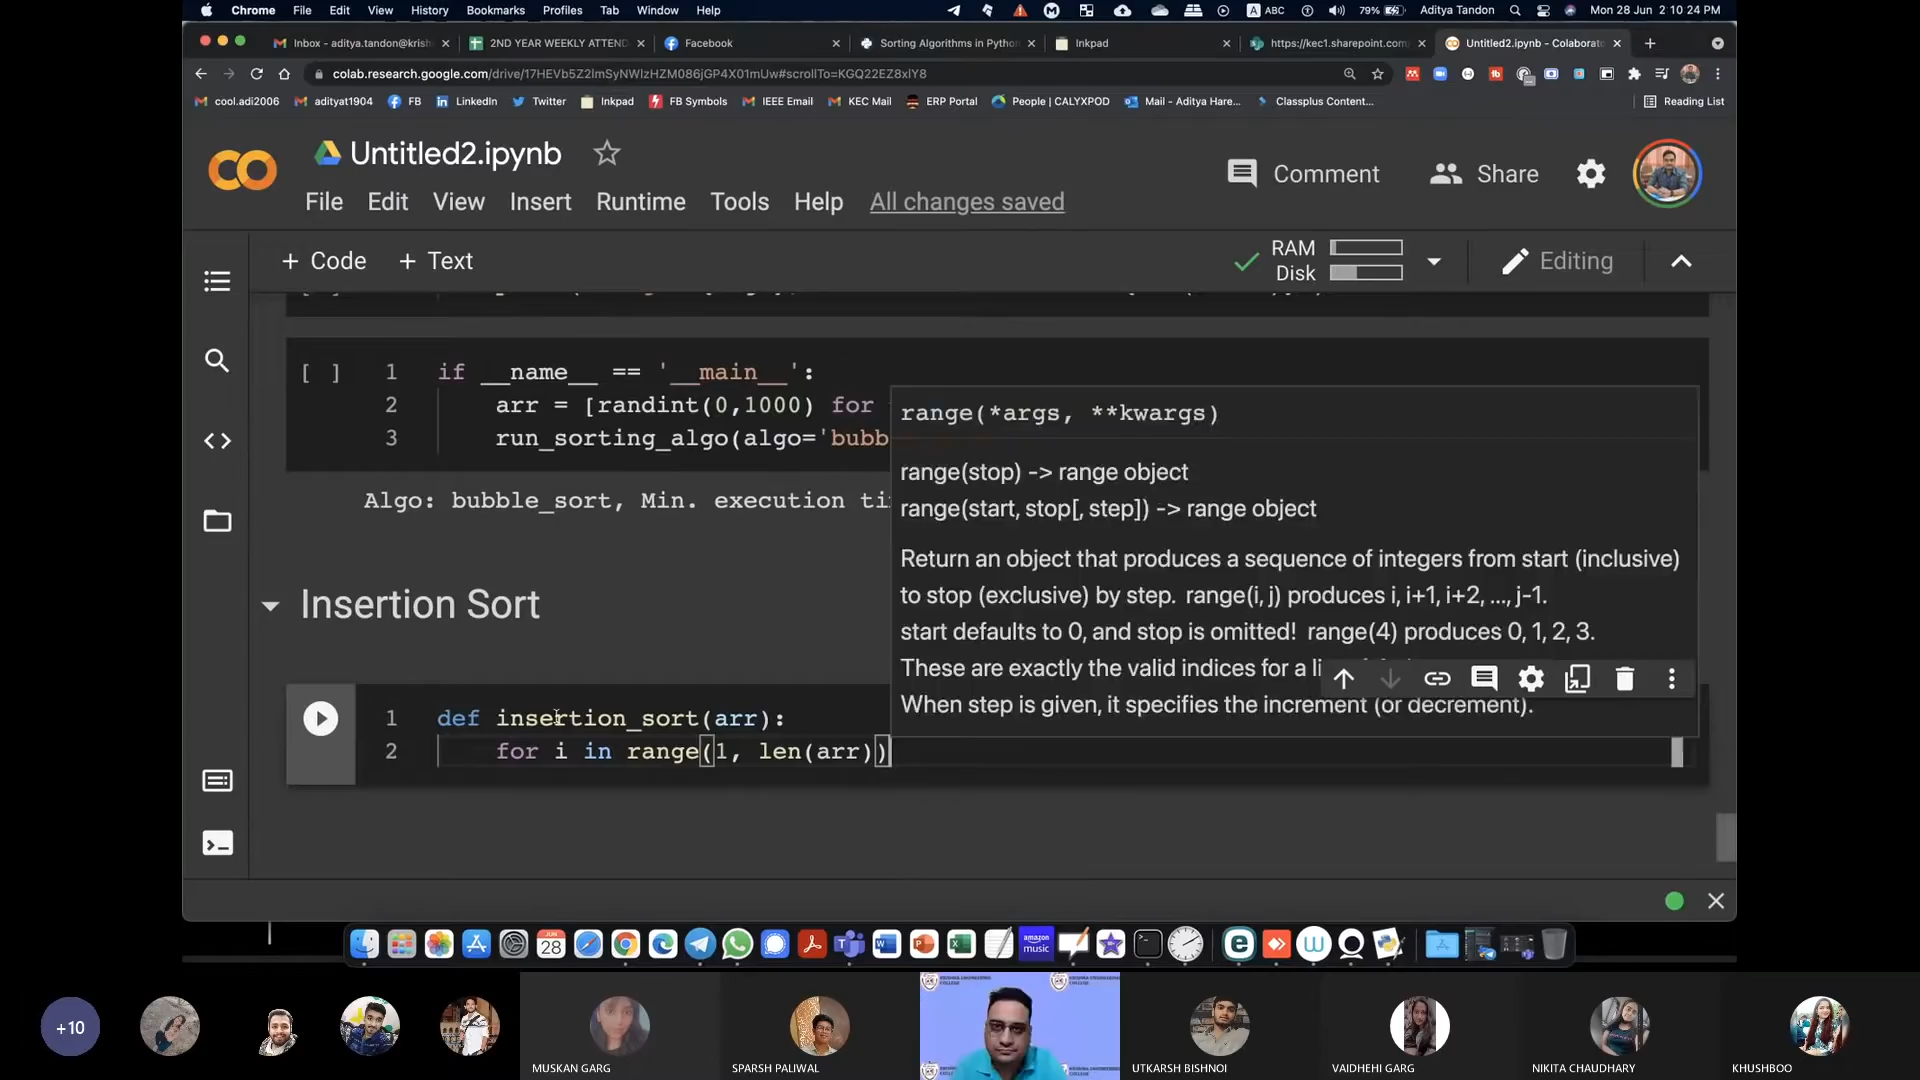 Chrome File Edit View History Bookmarks Profiles Tab Window Help
ABC 79% Aditya Tandon Mon 28 Jun 2:10:24 PM
Inbox - aditya.tandon@krish 2ND YEAR WEEKLY ATTEND Facebook Sorting Algorithms in Python Inkpad https://kec1.sharepoint.com/ Untitled2.ipynb - Colaborato
colab.research.google.com/drive/17HEVb5Z2lmSyNWlzHZM086jGP4X01mUw#scrollTo=KGQ22EZ8xlY8
cool.adi2006 adityat1904 FB LinkedIn Twitter Inkpad FB Symbols IEEE Email KEC Mail ERP Portal People | CALYXPOD Mail - Aditya Hare... Classplus Content... Reading List
Untitled2.ipynb
Comment Share
File Edit View Insert Runtime Tools Help All changes saved
+ Code + Text
RAM
Disk
Editing
[ ] 1 if __name__ == '__main__':
2 arr = [randint(0,1000) for
3 run_sorting_algo(algo='bubb
Algo: bubble_sort, Min. execution ti
range(*args, **kwargs)
range(stop) -> range object
range(start, stop[, step]) -> range object
Return an object that produces a sequence of integers from start (inclusive)
to stop (exclusive) by step. range(i, j) produces i, i+1, i+2, ..., j-1.
start defaults to 0, and stop is omitted! range(4) produces 0, 1, 2, 3.
These are exactly the valid indices for a li
When step is given, it specifies the increment (or decrement).
Insertion Sort
1 def insertion_sort(arr):
2 for i in range(1, len(arr))
JUN
28
amazon
music
+10
MUSKAN GARG
SPARSH PALIWAL
UTKARSH BISHNOI
VAIDHEHI GARG
NIKITA CHAUDHARY
KHUSHBOO